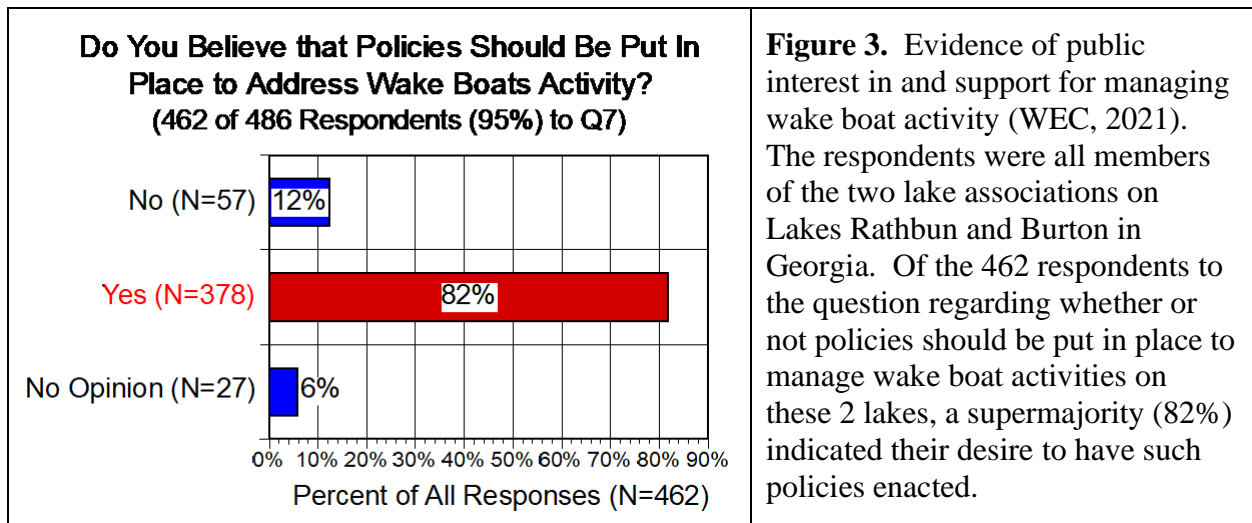 Do You Believe that Policies Should Be Put In
Place to Address Wake Boats Activity?
(462 of 486 Respondents (95%) to Q7)
No (N=57)
12%
Yes (N=378)
82%
No Opinion (N=27)
6%
0% 10% 20% 30% 40% 50% 60% 70% 80% 90%
Percent of All Responses (N=462)
Figure 3. Evidence of public
interest in and support for managing
wake boat activity (WEC, 2021).
The respondents were all members
of the two lake associations on
Lakes Rathbun and Burton in
Georgia. Of the 462 respondents to
the question regarding whether or
not policies should be put in place to
manage wake boat activities on
these 2 lakes, a supermajority (82%)
indicated their desire to have such
policies enacted.